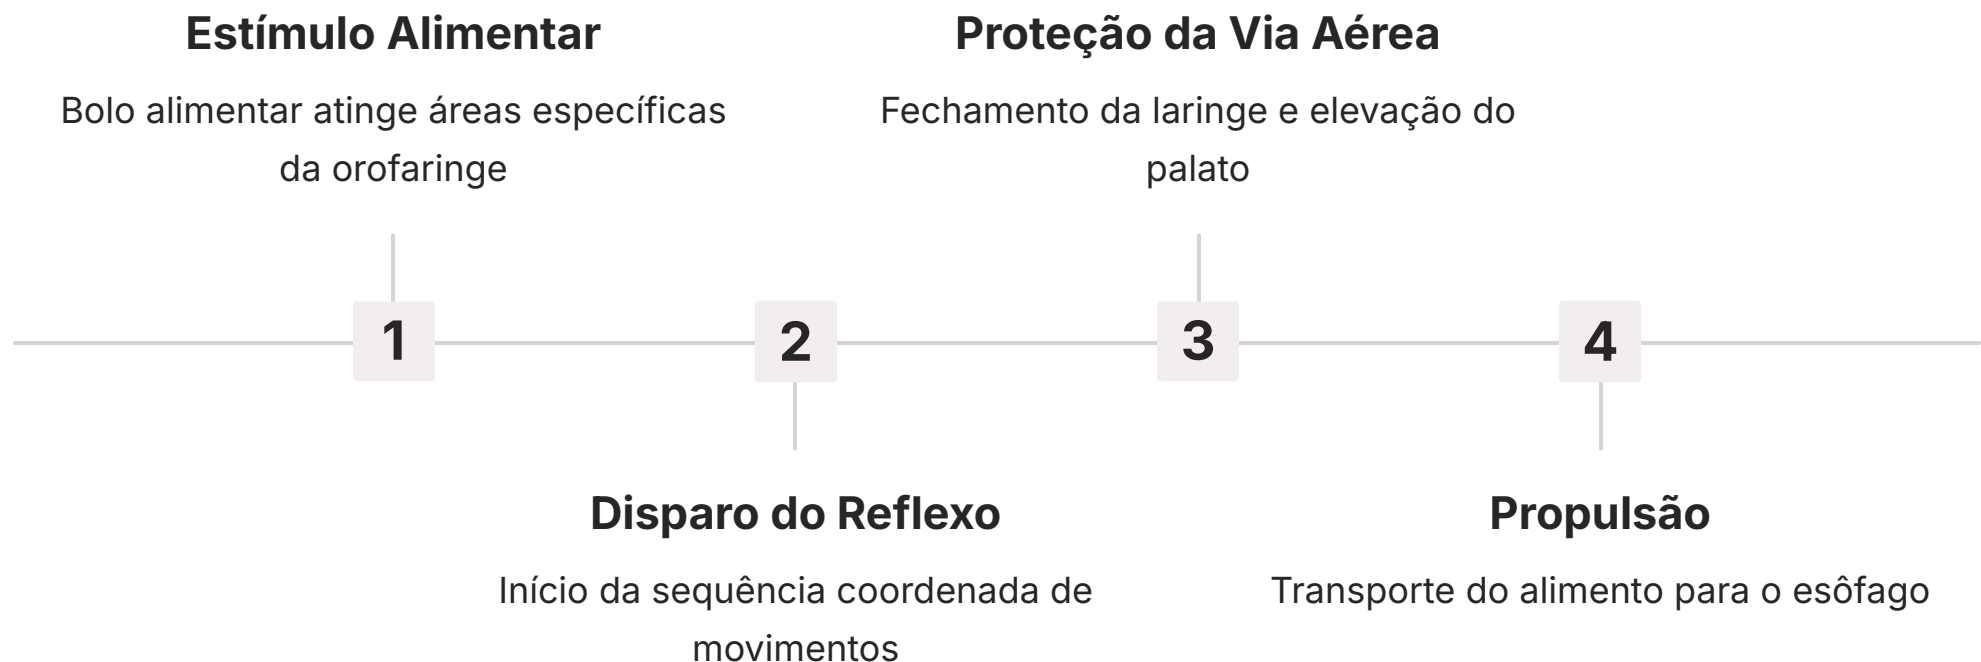 Estímulo Alimentar
Bolo alimentar atinge áreas específicas
da orofaringe
1
2
Disparo do Reflexo
Início da sequência coordenada de
movimentos
Proteção da Via Aérea
Fechamento da laringe e elevação do
palato
3
4
Propulsão
Transporte do alimento para o esôfago